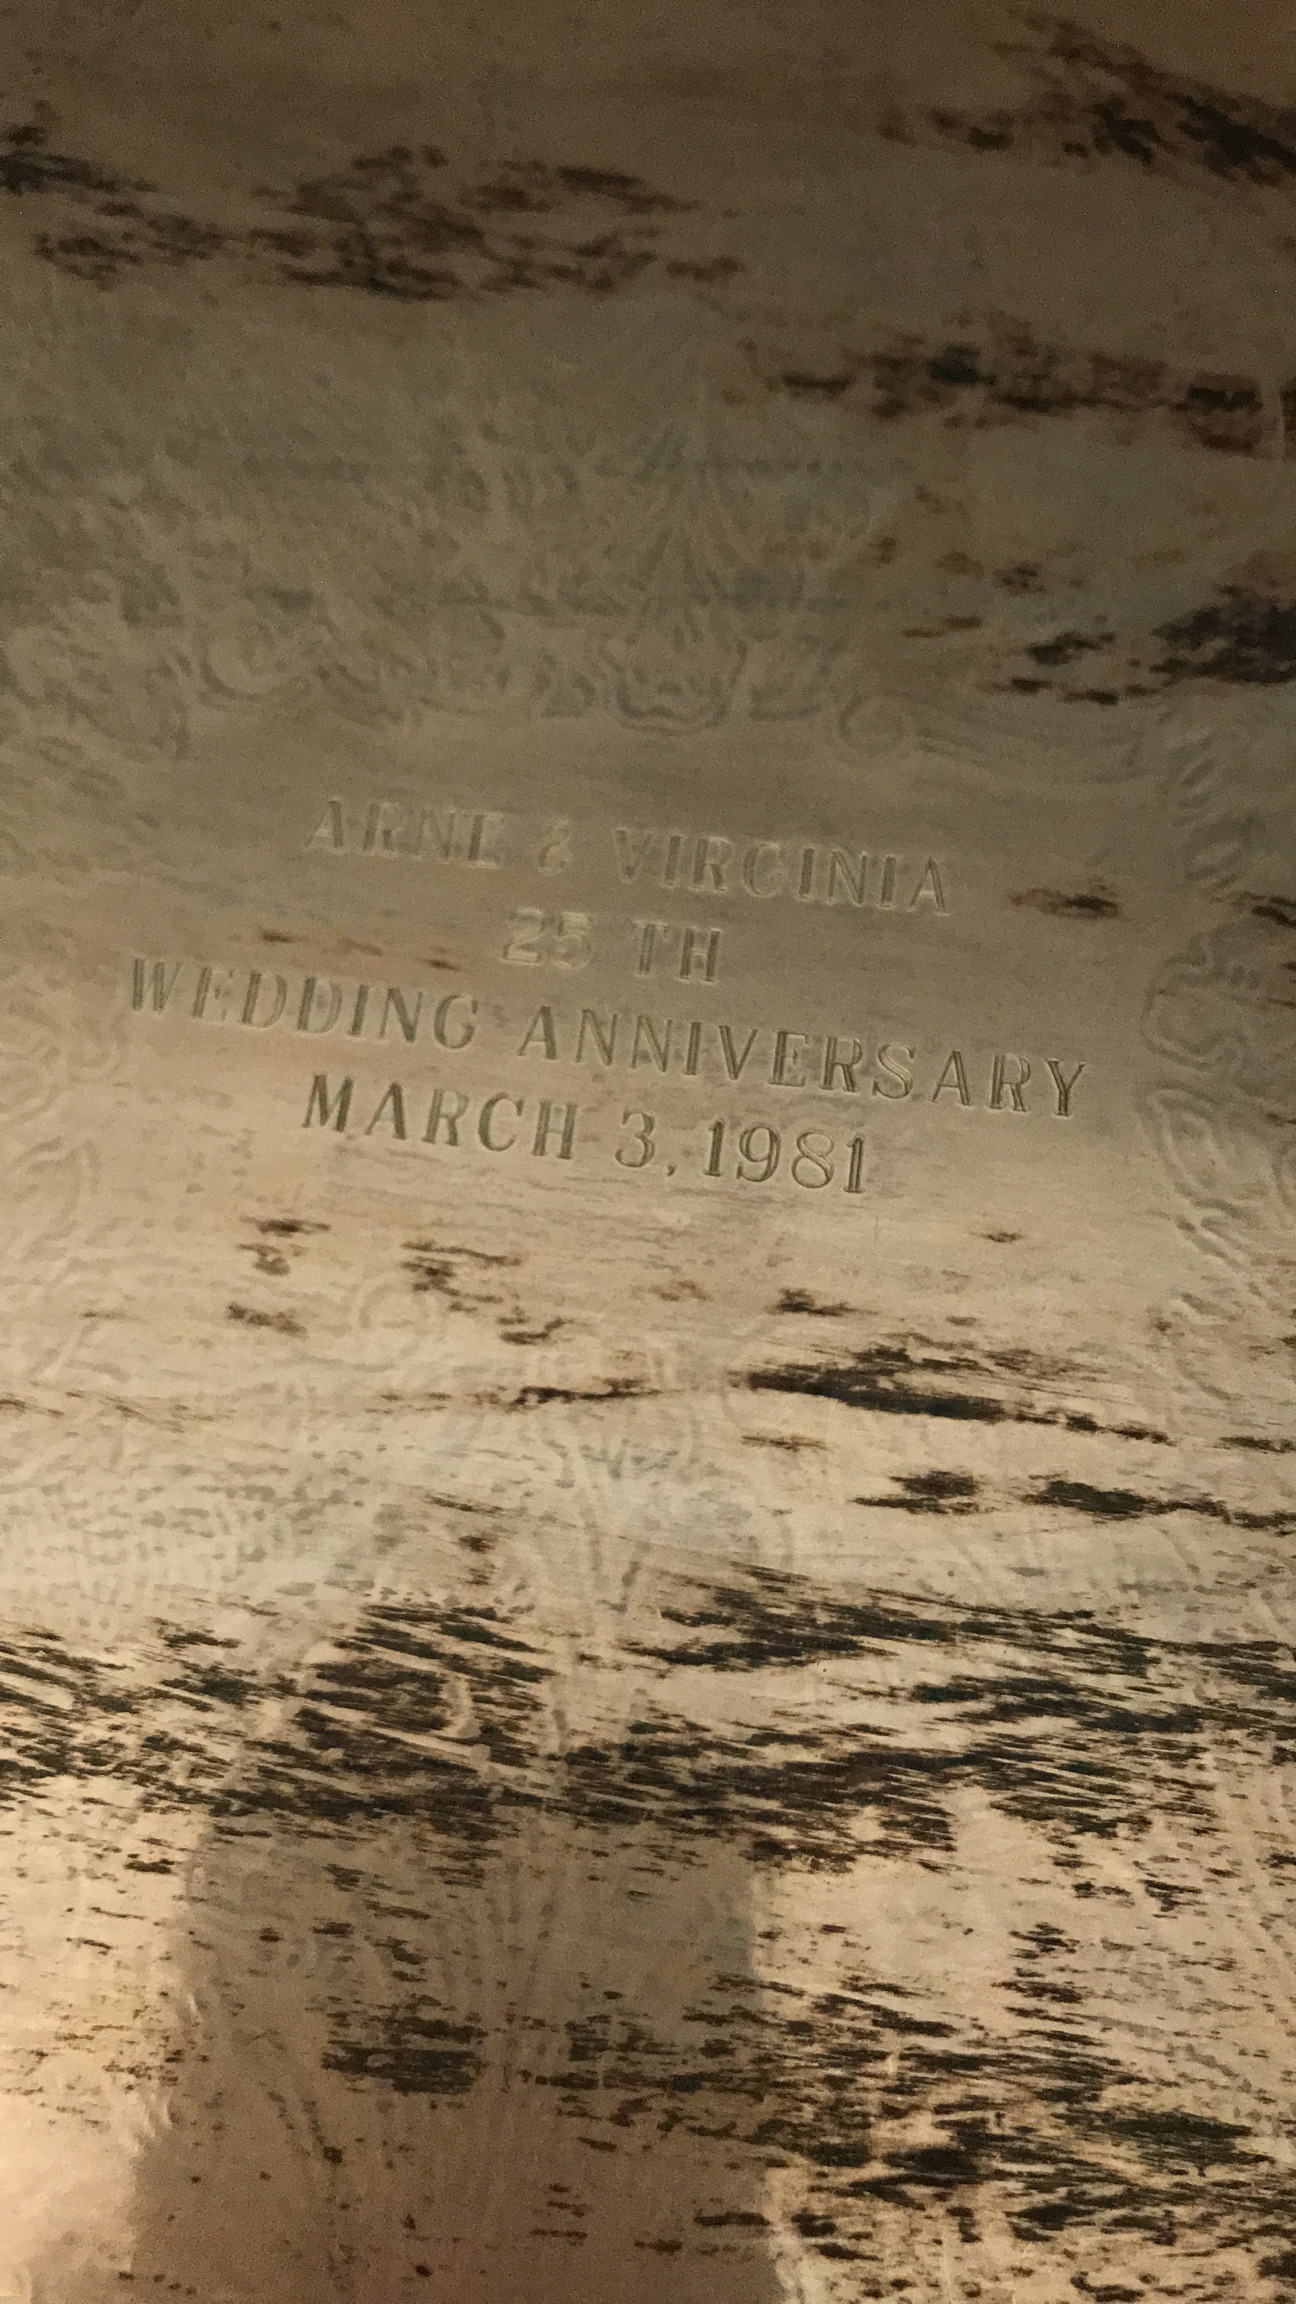 ARNE & VIRGINIA
25 TH
WEDDING ANNIVERSARY
MARCH 3, 1981